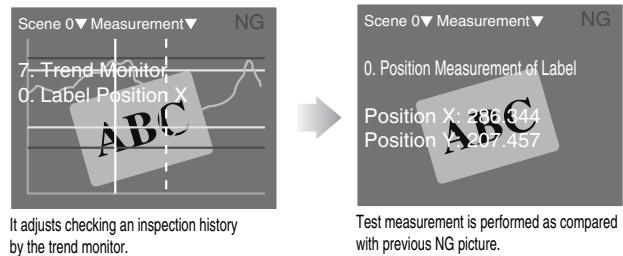 Scene 0▼ Measurement▼ NG
7. Trend Monitor
0. Label Position X
ABC
It adjusts checking an inspection history
by the trend monitor.
Scene 0▼ Measurement▼ NG
0. Position Measurement of Label
Position X: 286.344
Position Y: 207.457
ABC
Test measurement is performed as compared
with previous NG picture.